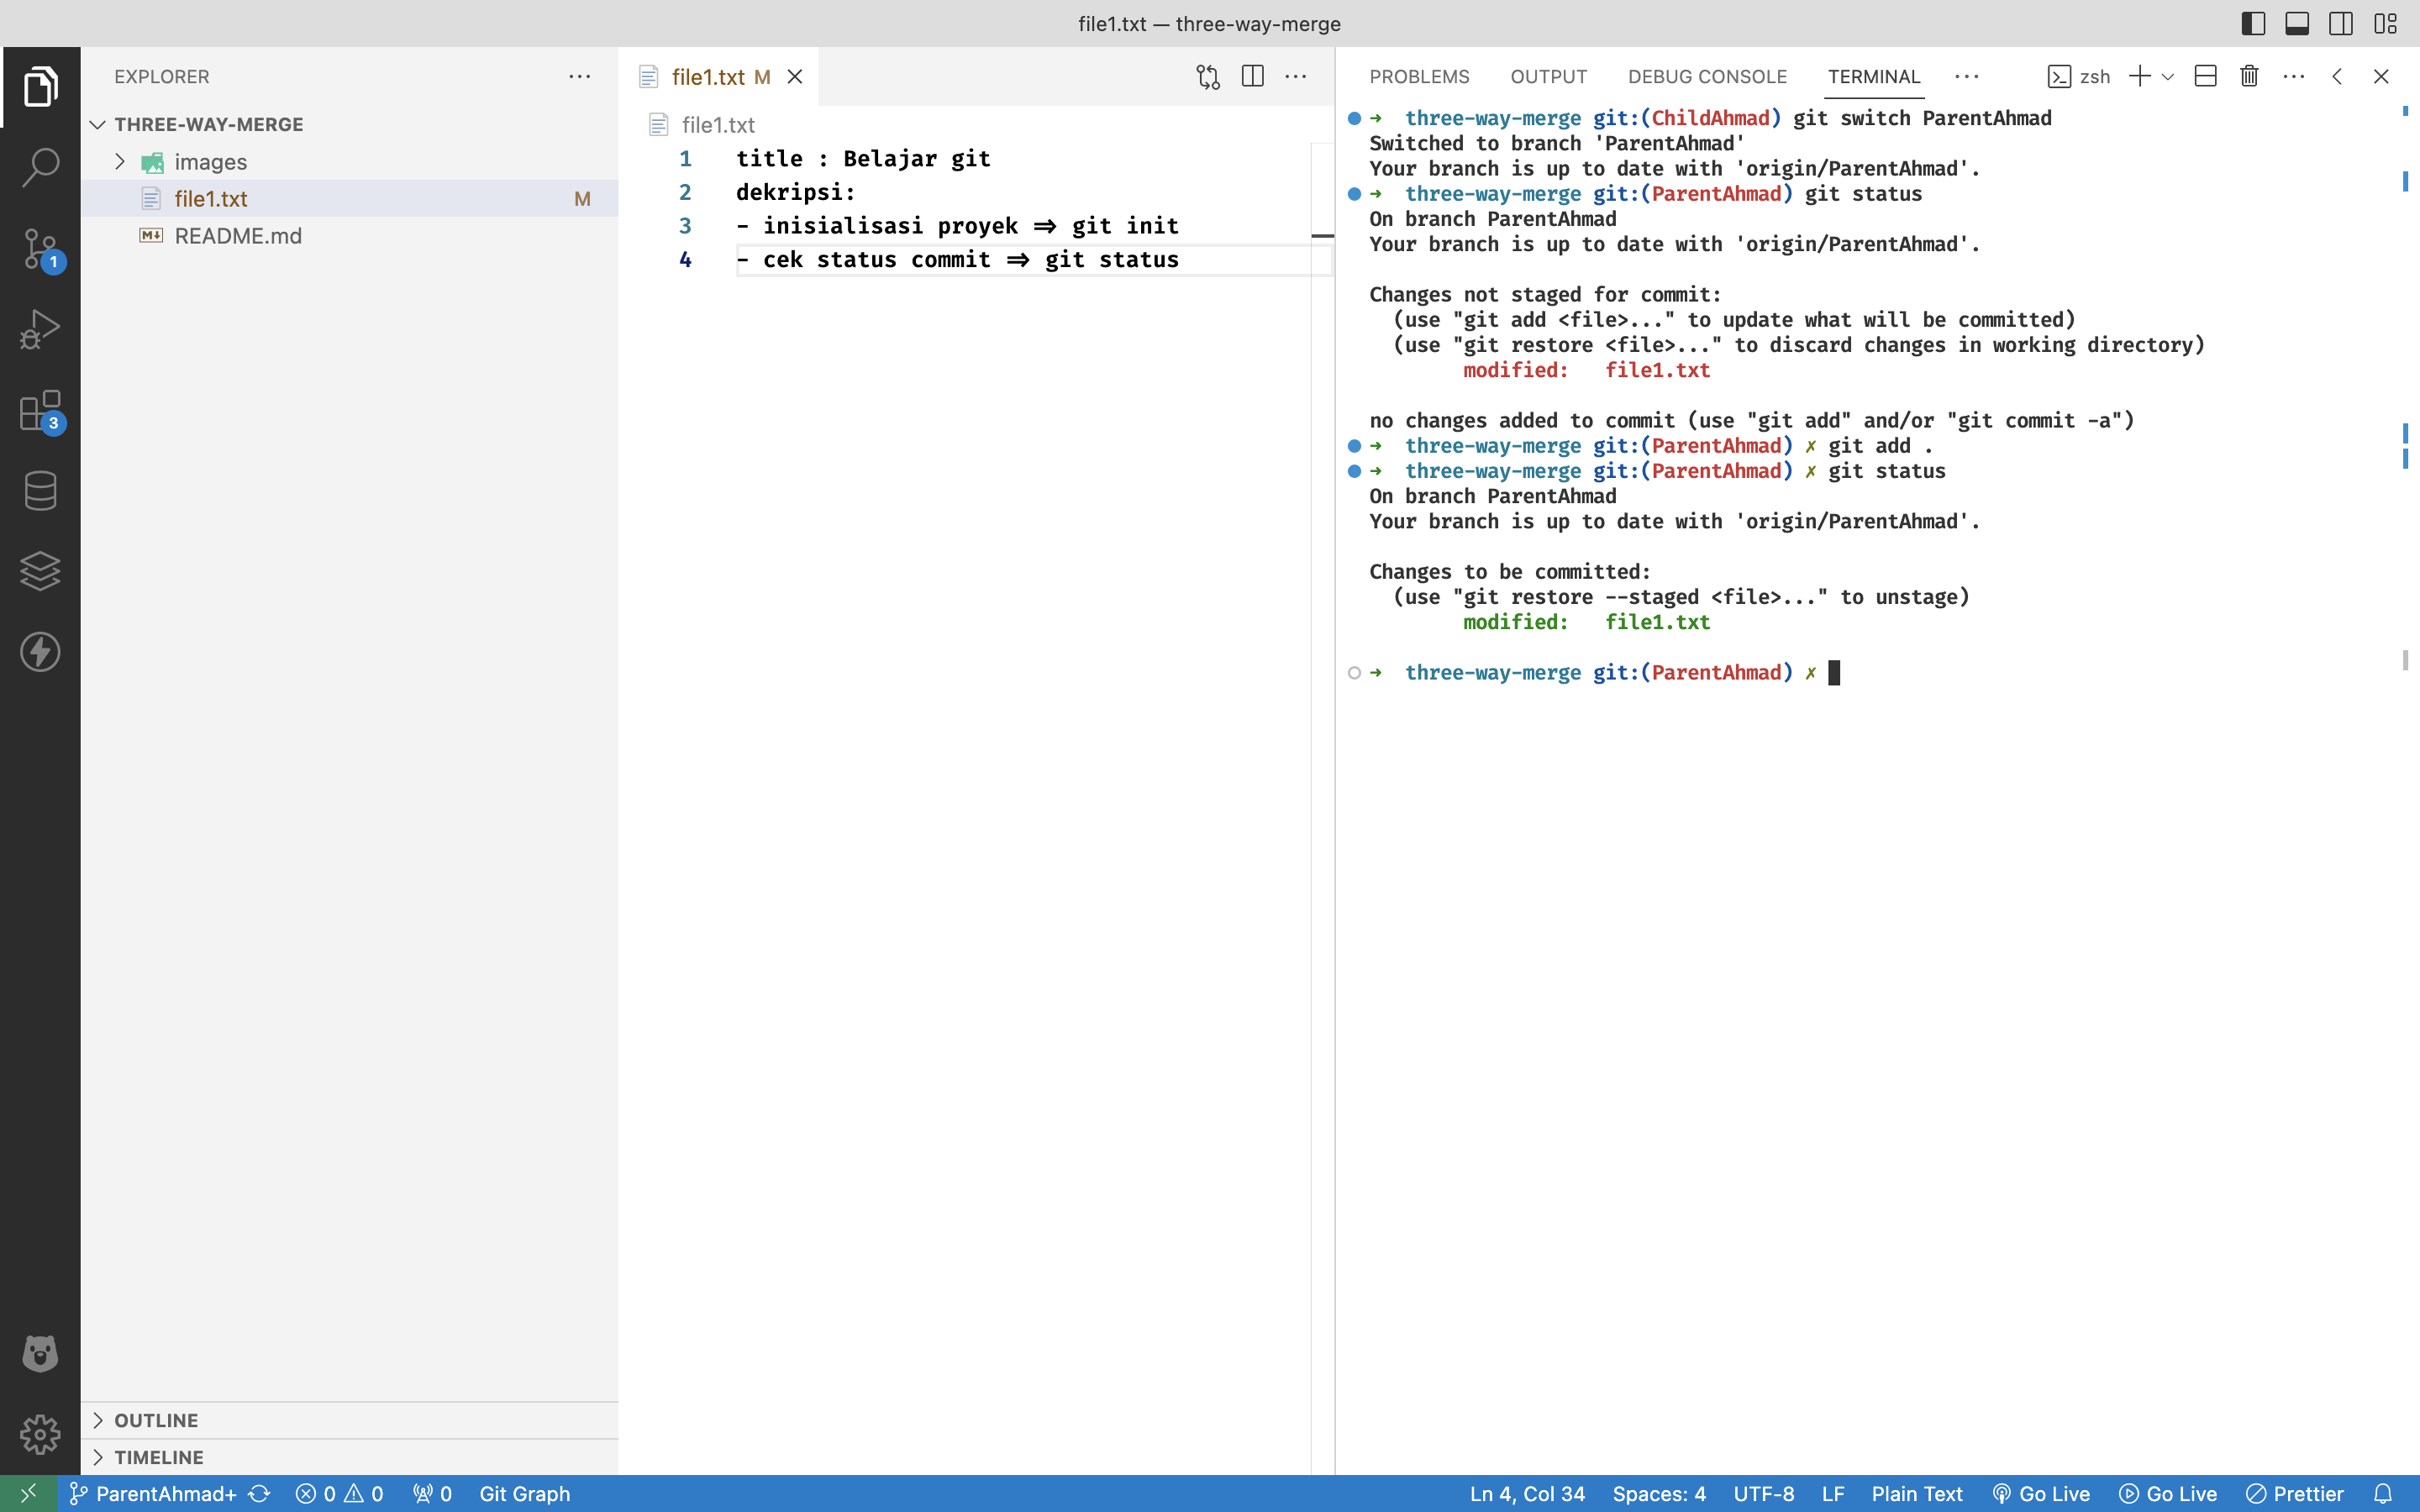 file1.txt — three-way-merge
EXPLORER
THREE-WAY-MERGE
images
file1.txt M
README.md
1
3
OUTLINE
TIMELINE
file1.txt M
file1.txt
1 title : Belajar git
2 dekripsi:
3 - inisialisasi proyek => git init
4 - cek status commit => git status
PROBLEMS OUTPUT DEBUG CONSOLE TERMINAL zsh
➜ three-way-merge git:(ChildAhmad) git switch ParentAhmad
Switched to branch 'ParentAhmad'
Your branch is up to date with 'origin/ParentAhmad'.
➜ three-way-merge git:(ParentAhmad) git status
On branch ParentAhmad
Your branch is up to date with 'origin/ParentAhmad'.
Changes not staged for commit:
(use "git add <file>..." to update what will be committed)
(use "git restore <file>..." to discard changes in working directory)
modified: file1.txt
no changes added to commit (use "git add" and/or "git commit -a")
➜ three-way-merge git:(ParentAhmad) ✗ git add .
➜ three-way-merge git:(ParentAhmad) ✗ git status
On branch ParentAhmad
Your branch is up to date with 'origin/ParentAhmad'.
Changes to be committed:
(use "git restore --staged <file>..." to unstage)
modified: file1.txt
➜ three-way-merge git:(ParentAhmad) ✗
ParentAhmad+ 0 0 0 Git Graph Ln 4, Col 34 Spaces: 4 UTF-8 LF Plain Text Go Live Go Live Prettier